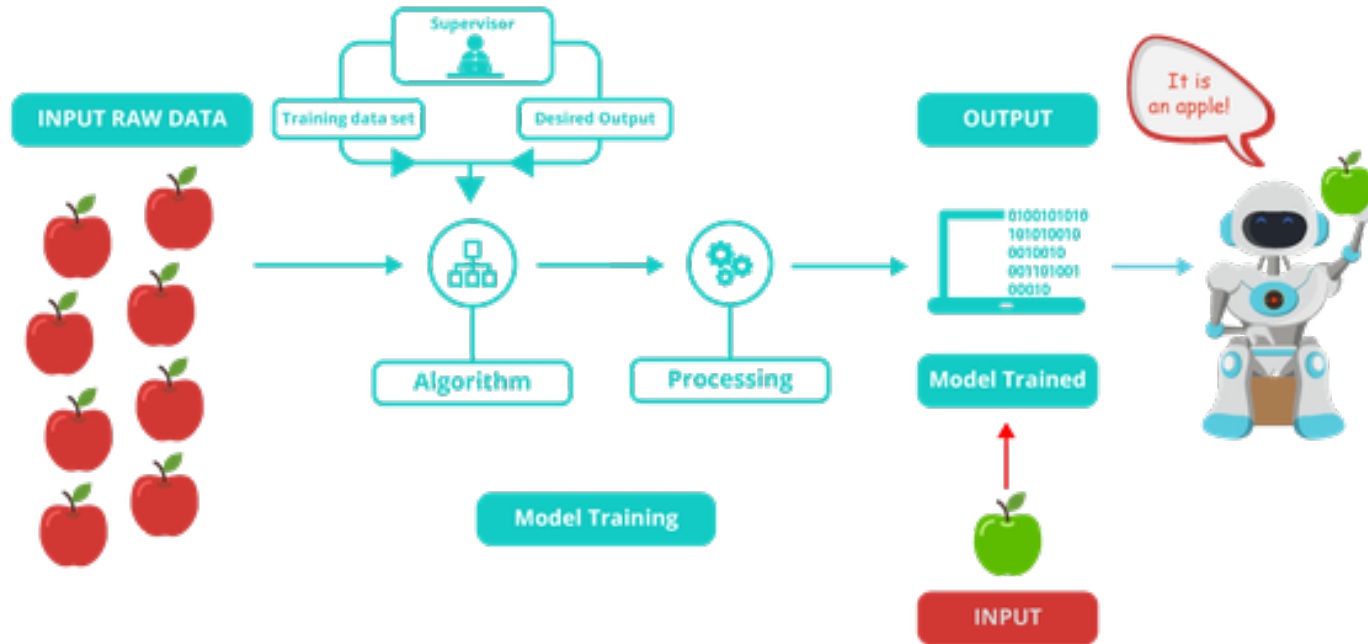 Supervisor
INPUT RAW DATA
Training data set
Desired Output
OUTPUT
It is
an apple!
0100101010
101010010
0010010
001101001
00010
Algorithm
Processing
Model Trained
Model Training
INPUT